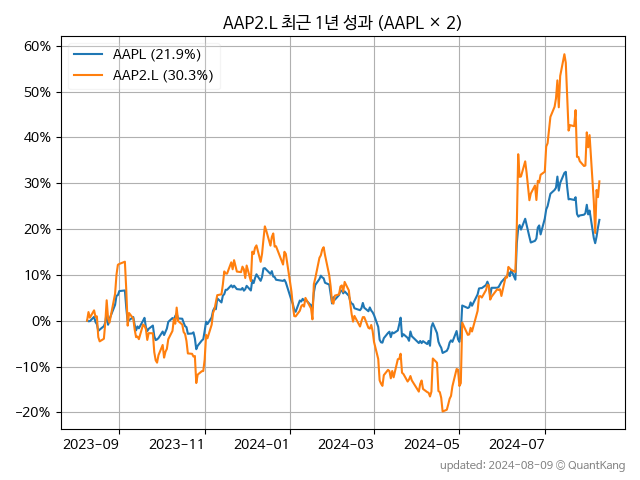 AAP2.L 최근 1년 성과 (AAPL × 2)
60%
50%
40%
30%
20%
10%
0%
−10%
−20%
AAPL (21.9%)
AAP2.L (30.3%)
2023-09 2023-11 2024-01 2024-03 2024-05 2024-07
updated: 2024-08-09 © QuantKang